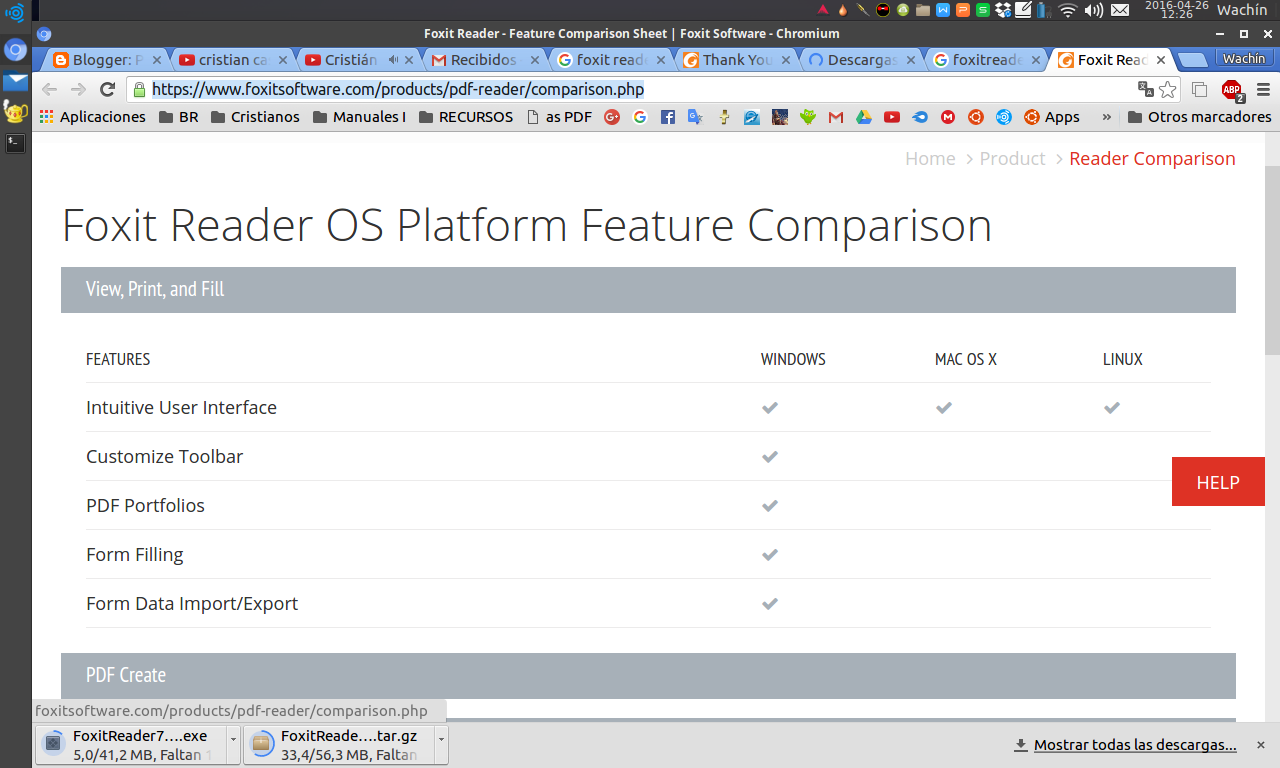 2016-04-26
12:26
Wachín
Foxit Reader - Feature Comparison Sheet | Foxit Software - Chromium
Blogger: P
cristian ca
Cristián
Recibidos
foxit read
Thank You
Descargas
foxitreade
Foxit Reac
Wachín
https://www.foxitsoftware.com/products/pdf-reader/comparison.php
ABP
2
Aplicaciones
BR
Cristianos
Manuales I
RECURSOS
as PDF
Apps
»
Otros marcadores
Home > Product > Reader Comparison
Foxit Reader OS Platform Feature Comparison
View, Print, and Fill
FEATURES WINDOWS MAC OS X LINUX
Intuitive User Interface
Customize Toolbar
PDF Portfolios
HELP
Form Filling
Form Data Import/Export
PDF Create
foxitsoftware.com/products/pdf-reader/comparison.php
FoxitReader7....exe
5,0/41,2 MB, Faltan 1
FoxitReade....tar.gz
33,4/56,3 MB, Faltan
Mostrar todas las descargas...